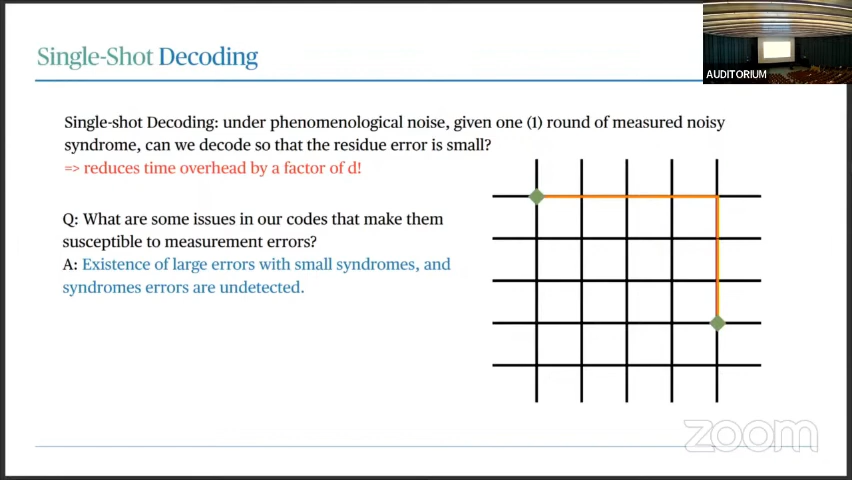 Single-Shot Decoding
AUDITORIUM
Single-shot Decoding: under phenomenological noise, given one (1) round of measured noisy
syndrome, can we decode so that the residue error is small?
=> reduces time overhead by a factor of d!
Q: What are some issues in our codes that make them
susceptible to measurement errors?
A: Existence of large errors with small syndromes, and
syndromes errors are undetected.
zoom